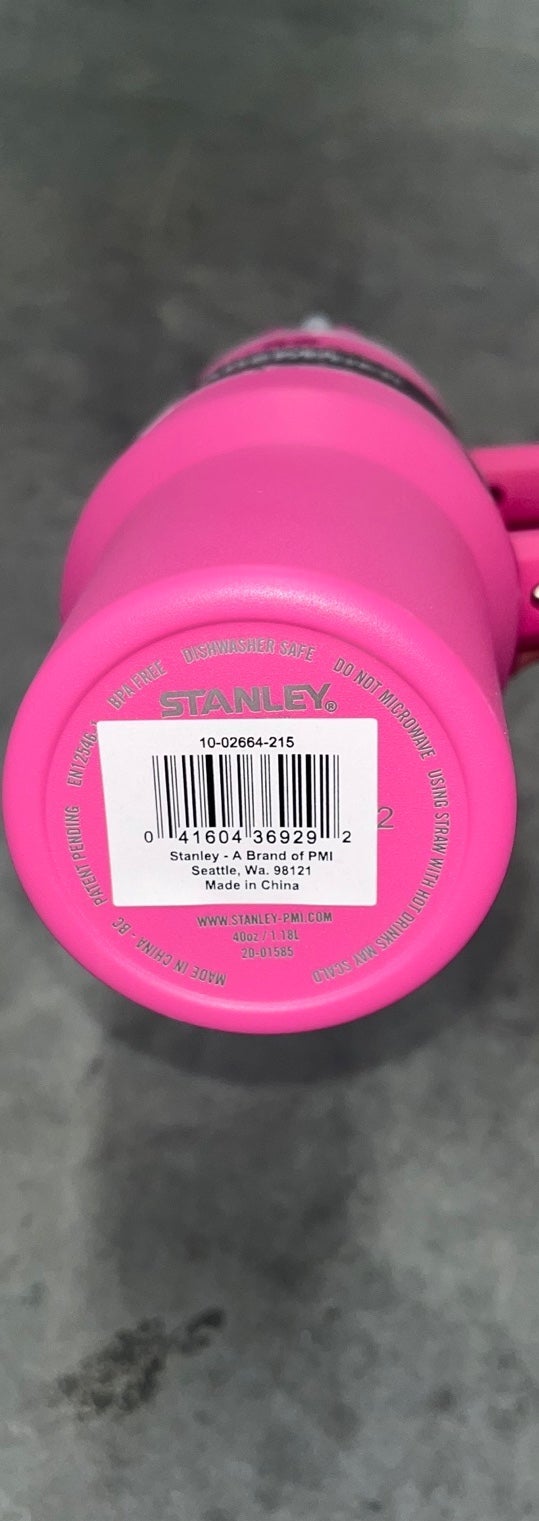 BPA FREE DISHWASHER SAFE DO NOT MICROWAVE USING STRAW WITH HOT DRINKS MAY SCALD
MADE IN CHINA - BC PATENT PENDING EN12546
STANLEY®
10-02664-215
0 41604 36929 2
2
Stanley - A Brand of PMI
Seattle, Wa. 98121
Made in China
WWW.STANLEY-PMI.COM
40oz / 1.18L
20-01585